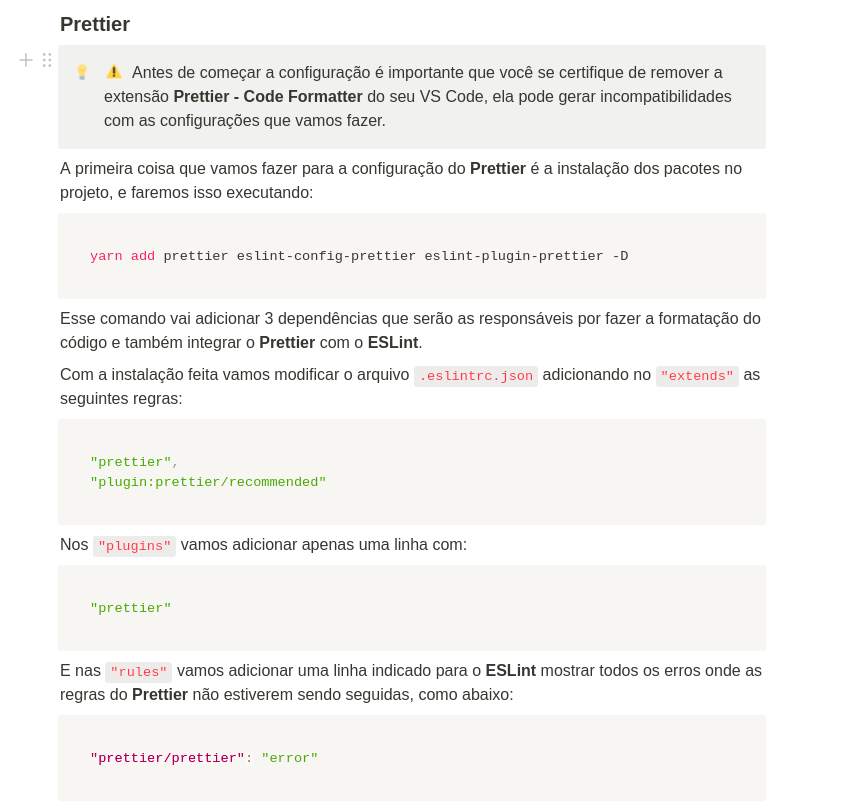 Prettier
Antes de começar a configuração é importante que você se certifique de remover a
extensão Prettier - Code Formatter do seu VS Code, ela pode gerar incompatibilidades
com as configurações que vamos fazer.
A primeira coisa que vamos fazer para a configuração do Prettier é a instalação dos pacotes no
projeto, e faremos isso executando:
yarn add prettier eslint-config-prettier eslint-plugin-prettier -D
Esse comando vai adicionar 3 dependências que serão as responsáveis por fazer a formatação do
código e também integrar o Prettier com o ESLint.
Com a instalação feita vamos modificar o arquivo .eslintrc.json adicionando no "extends" as
seguintes regras:
"prettier",
"plugin:prettier/recommended"
Nos "plugins" vamos adicionar apenas uma linha com:
"prettier"
E nas "rules" vamos adicionar uma linha indicado para o ESLint mostrar todos os erros onde as
regras do Prettier não estiverem sendo seguidas, como abaixo:
"prettier/prettier": "error"